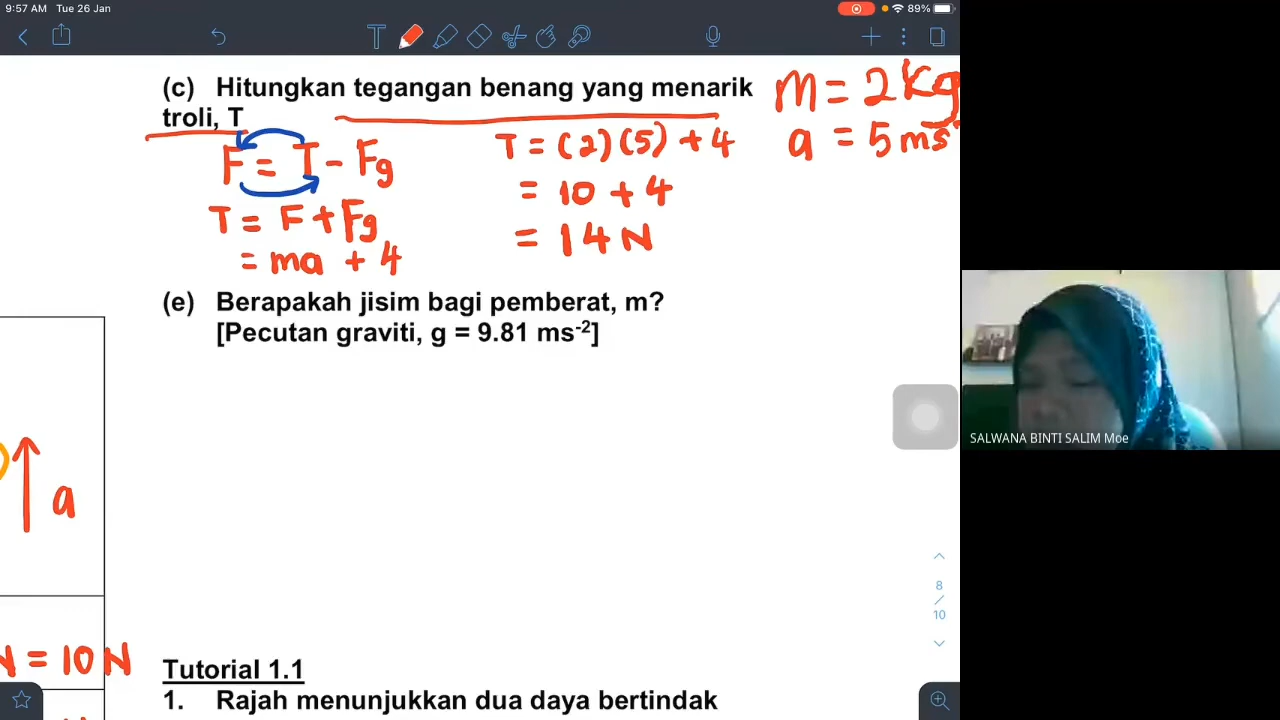 9:57 AM Tue 26 Jan
89%
(c) Hitungkan tegangan benang yang menarik
troli, T
m = 2 Kg
a = 5 ms
F = T - Fg
T = F + Fg
= ma + 4
T = (2)(5) + 4
= 10 + 4
= 14 N
(e) Berapakah jisim bagi pemberat, m?
[Pecutan graviti, g = 9.81 ms⁻²]
a
= 10 N
SALWANA BINTI SALIM Moe
8
/
10
Tutorial 1.1
1. Rajah menunjukkan dua daya bertindak